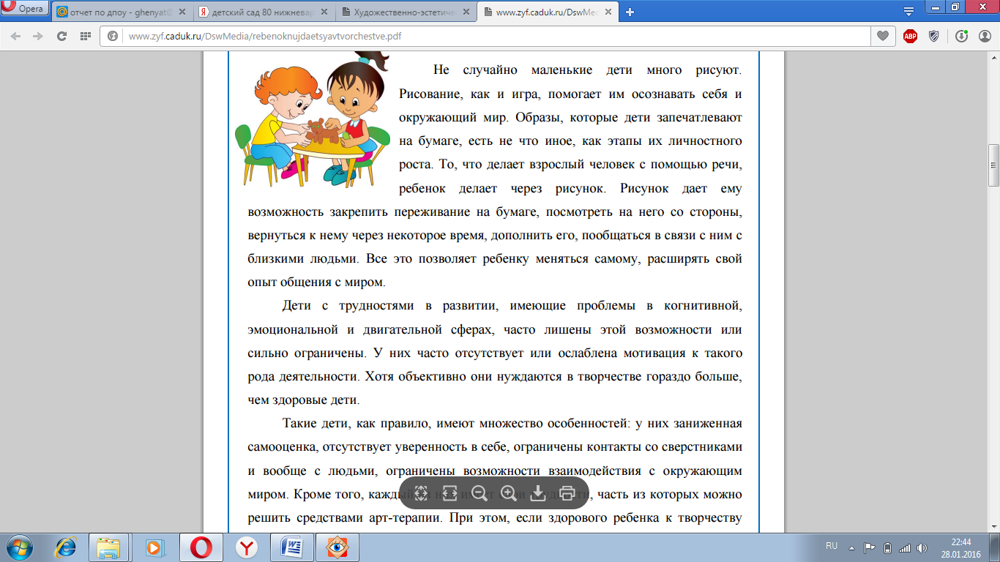 Opera
отчет по дпоу - ghenyat@
детский сад 80 нижневар
Художественно-эстетиче
www.zyf.caduk.ru/DswMe
www.zyf.caduk.ru/DswMedia/rebenoknujdaetsyavtvorchestve.pdf
ABP
Не случайно маленькие дети много рисуют.
Рисование, как и игра, помогает им осознавать себя и
окружающий мир. Образы, которые дети запечатлевают
на бумаге, есть не что иное, как этапы их личностного
роста. То, что делает взрослый человек с помощью речи,
ребенок делает через рисунок. Рисунок дает ему
возможность закрепить переживание на бумаге, посмотреть на него со стороны,
вернуться к нему через некоторое время, дополнить его, пообщаться в связи с ним с
близкими людьми. Все это позволяет ребенку меняться самому, расширять свой
опыт общения с миром.
Дети с трудностями в развитии, имеющие проблемы в когнитивной,
эмоциональной и двигательной сферах, часто лишены этой возможности или
сильно ограничены. У них часто отсутствует или ослаблена мотивация к такого
рода деятельности. Хотя объективно они нуждаются в творчестве гораздо больше,
чем здоровые дети.
Такие дети, как правило, имеют множество особенностей: у них заниженная
самооценка, отсутствует уверенность в себе, ограничены контакты со сверстниками
и вообще с людьми, ограничены возможности взаимодействия с окружающим
миром. Кроме того, каждый часть из которых можно
решить средствами арт-терапии. При этом, если здорового ребенка к творчеству
RU
22:44
28.01.2016